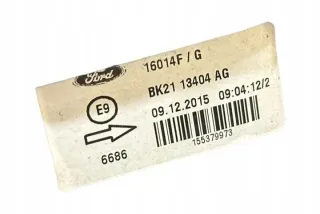 Ford
16014F / G
BK21 13404 AG
E9
09.12.2015 09:04:12/2
6686
155379973